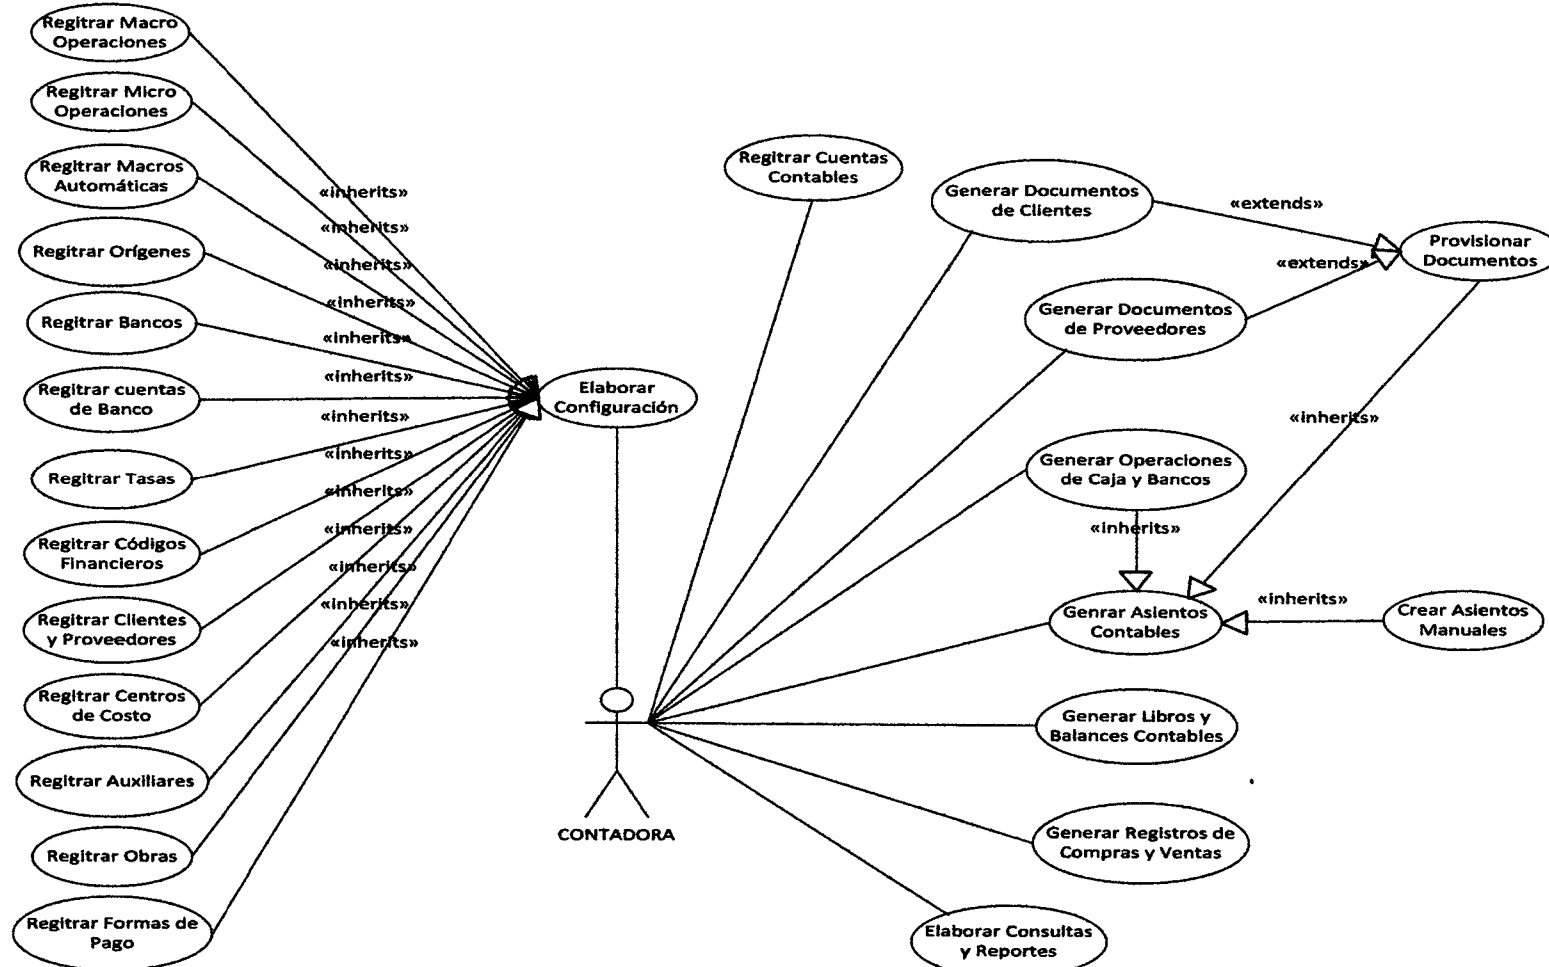 Regitrar Macro
Operaciones
Regitrar Micro
Operaciones
Regitrar Macros
Automáticas
Regitrar Orígenes
Regitrar Bancos
Regitrar cuentas
de Banco
Regitrar Tasas
Regitrar Códigos
Financieros
Regitrar Clientes
y Proveedores
Regitrar Centros
de Costo
Regitrar Auxiliares
Regitrar Obras
Regitrar Formas de
Pago
«inherits»
«inherits»
«inherits»
«inherits»
«inherits»
«inherits»
«inherits»
«inherits»
«inherits»
«inherits»
«inherits»
«inherits»
«inherits»
Elaborar
Configuración
CONTADORA
Regitrar Cuentas
Contables
Generar Documentos
de Clientes
«extends»
Provisionar
Documentos
«extends»
Generar Documentos
de Proveedores
«inherits»
Generar Operaciones
de Caja y Bancos
«inherits»
Genrar Asientos
Contables
«inherits»
Crear Asientos
Manuales
Generar Libros y
Balances Contables
Generar Registros de
Compras y Ventas
Elaborar Consultas
y Reportes